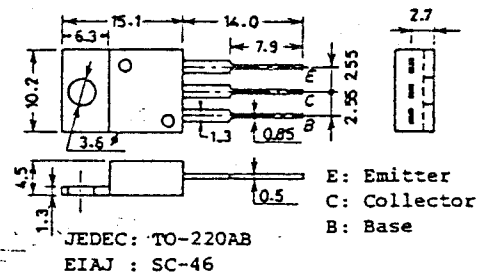 15.1
14.0
2.7
6.3
7.9
10.2
E
2.55
C
2.55
B
3.6
1.3
0.85
4.5
1.3
0.5
E: Emitter
C: Collector
B: Base
JEDEC: TO-220AB
EIAJ : SC-46